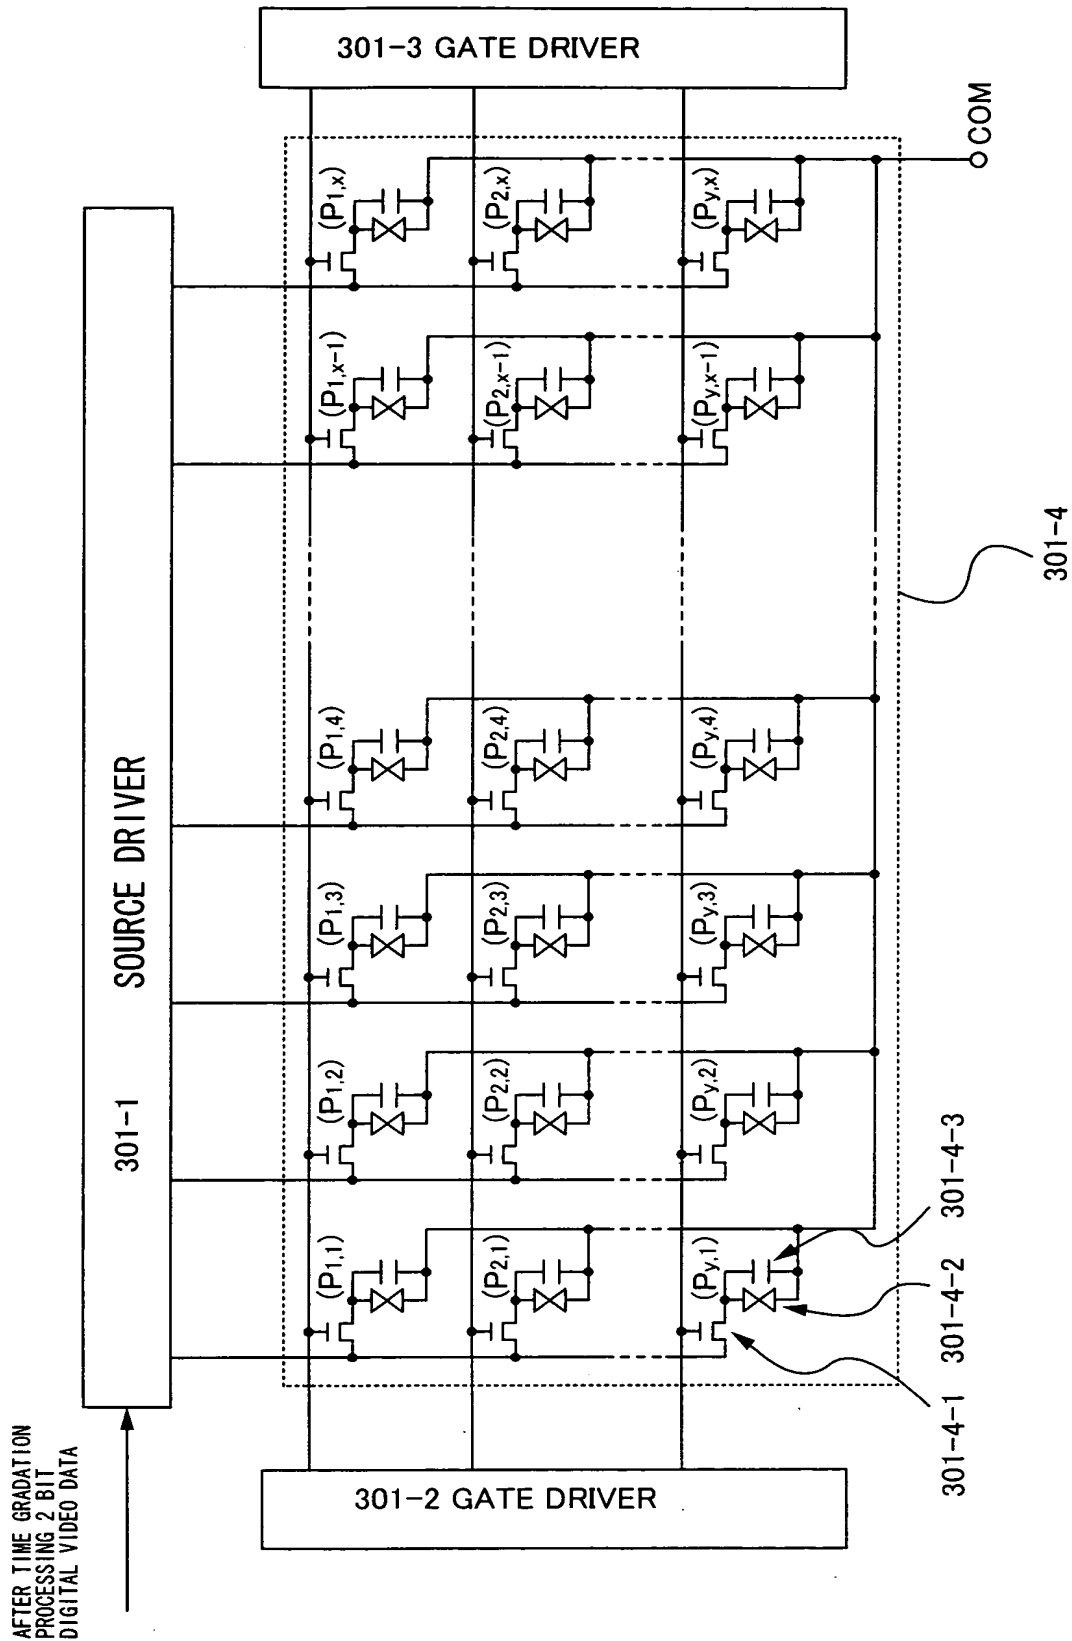 AFTER TIME GRADATION
PROCESSING 2 BIT
DIGITAL VIDEO DATA
301-1 SOURCE DRIVER
301-2 GATE DRIVER
301-3 GATE DRIVER
(P1,1)
(P1,2)
(P1,3)
(P1,4)
(P1,x-1)
(P1,x)
(P2,1)
(P2,2)
(P2,3)
(P2,4)
(P2,x-1)
(P2,x)
(Py,1)
(Py,2)
(Py,3)
(Py,4)
(Py,x-1)
(Py,x)
COM
301-4-1
301-4-2
301-4-3
301-4